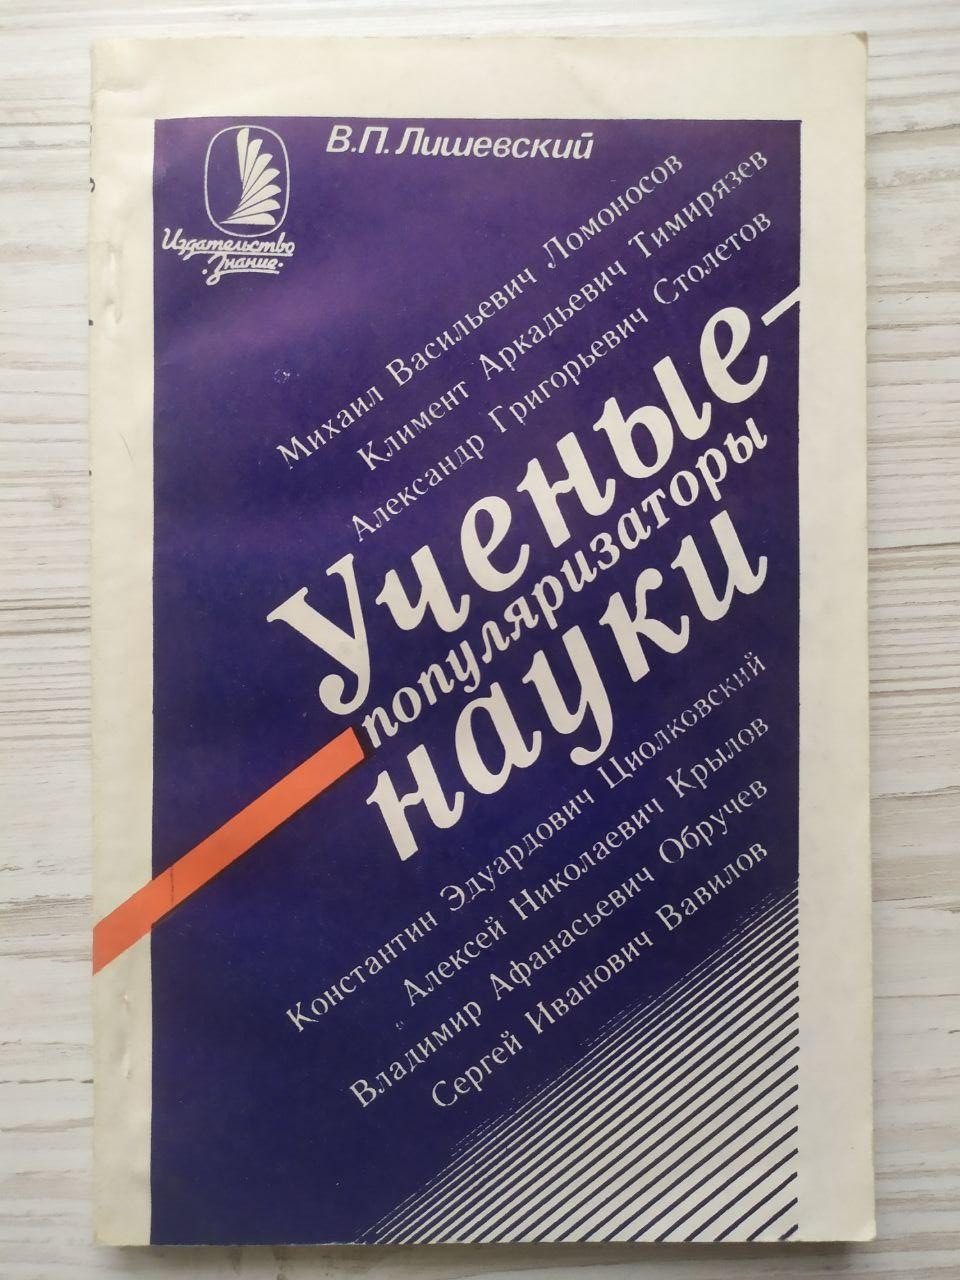 В.П. Лишевский
Издательство
·Знание·
Михаил Васильевич Ломоносов
Климент Аркадьевич Тимирязев
Александр Григорьевич Столетов
Ученые-
популяризаторы
науки
Константин Эдуардович Циолковский
Алексей Николаевич Крылов
Владимир Афанасьевич Обручев
Сергей Иванович Вавилов